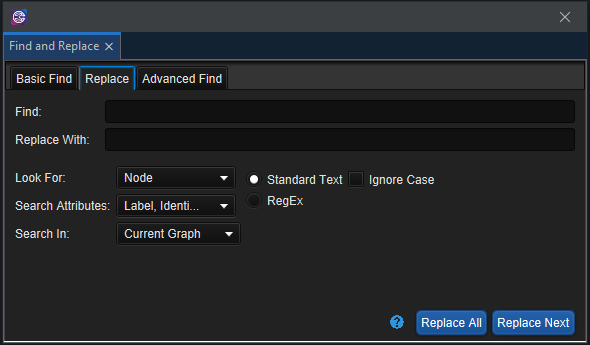 Find and Replace
Basic Find Replace Advanced Find
Find:
Replace With:
Look For: Node Standard Text Ignore Case
Search Attributes: Label, Identi... RegEx
Search In: Current Graph
? Replace All Replace Next